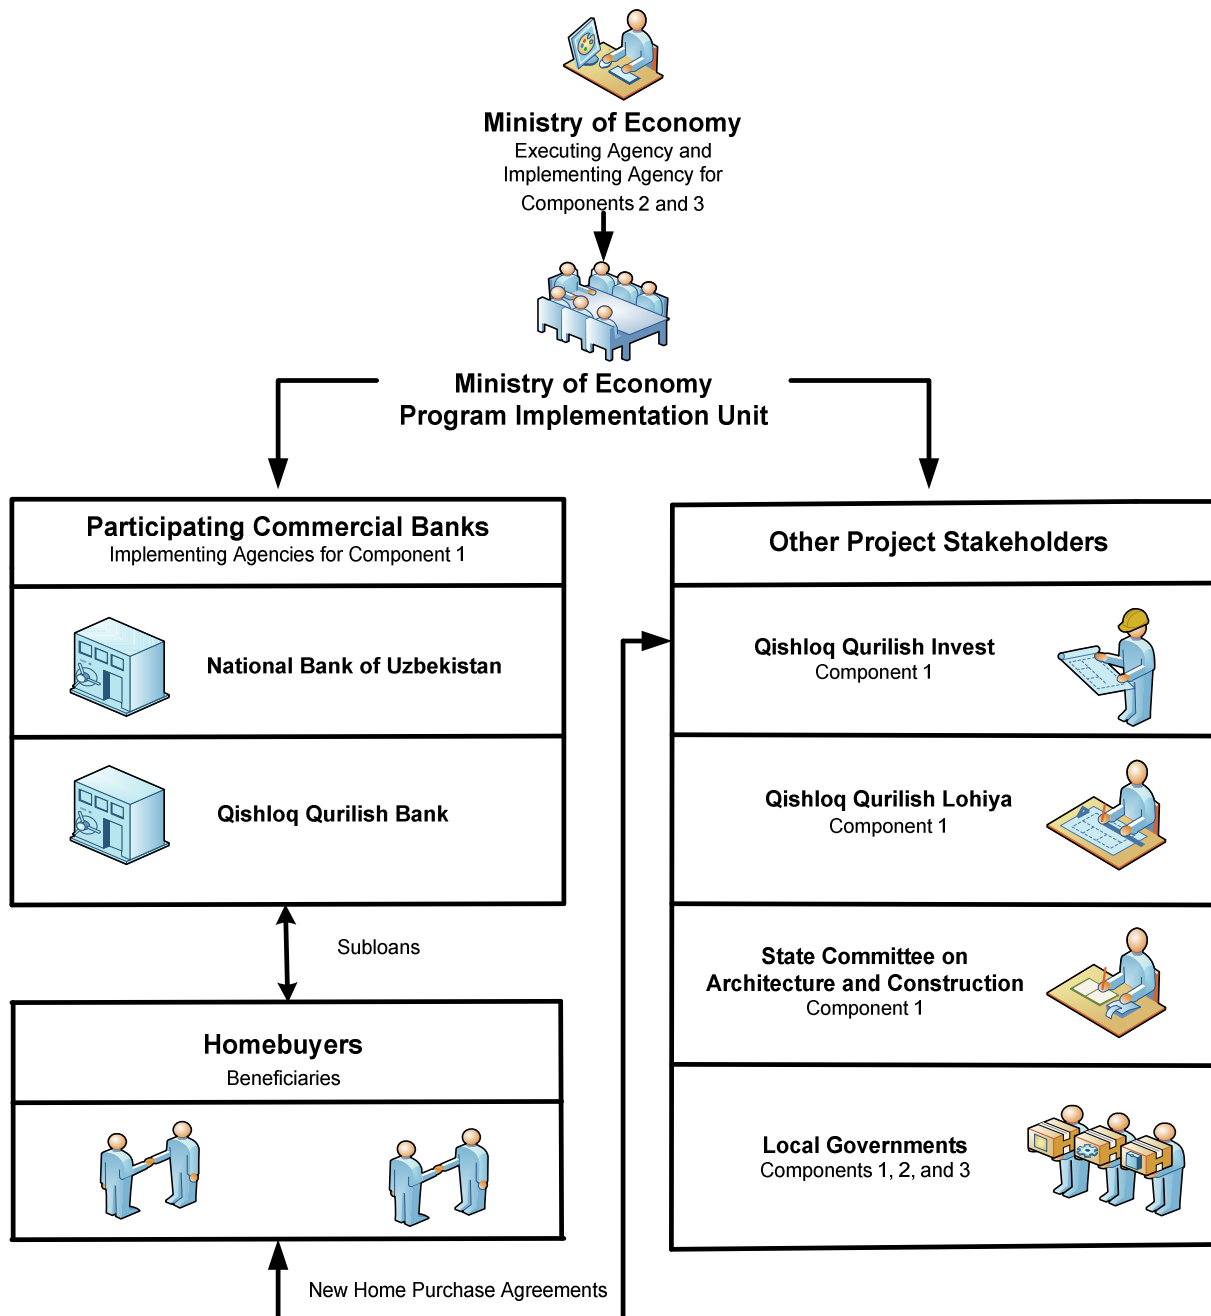 Ministry of Economy
Executing Agency and
Implementing Agency for
Components 2 and 3
Ministry of Economy
Program Implementation Unit
Participating Commercial Banks
Implementing Agencies for Component 1
National Bank of Uzbekistan
Qishloq Qurilish Bank
Subloans
Homebuyers
Beneficiaries
New Home Purchase Agreements
Other Project Stakeholders
Qishloq Qurilish Invest
Component 1
Qishloq Qurilish Lohiya
Component 1
State Committee on
Architecture and Construction
Component 1
Local Governments
Components 1, 2, and 3